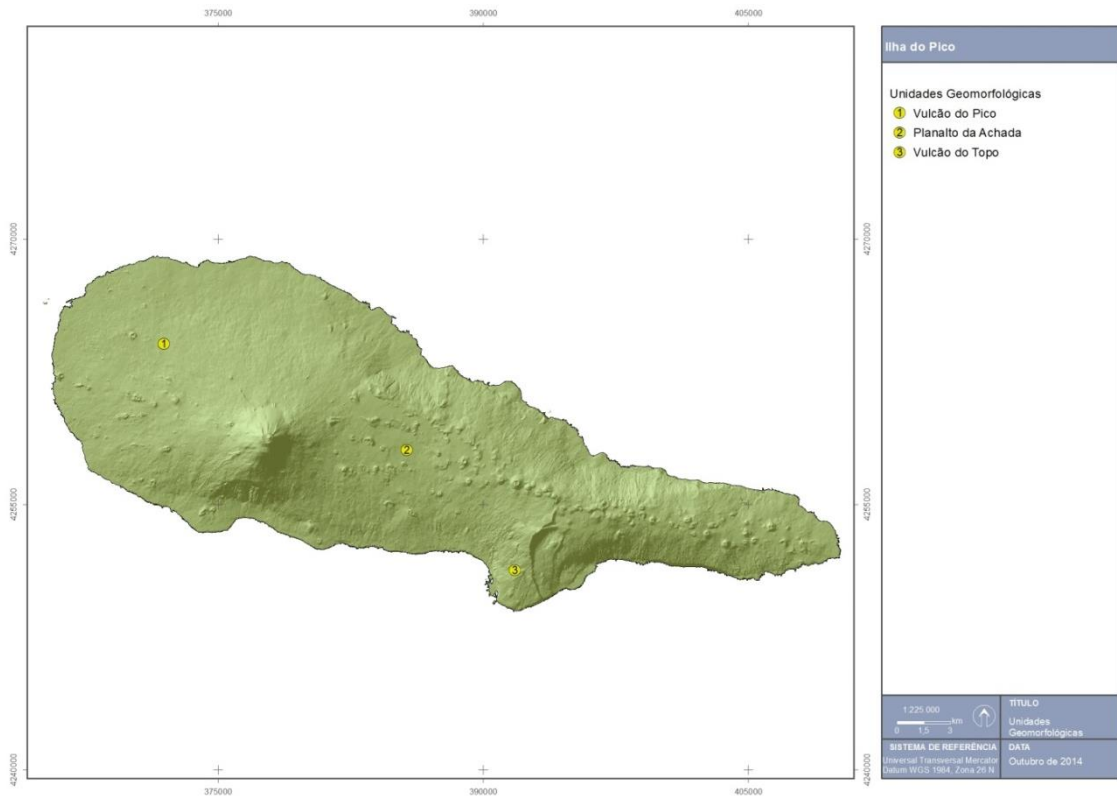 375000
390000
405000
4270000
4270000
4255000
4255000
4240000
4240000
375000
390000
405000
1
2
3
Ilha do Pico
Unidades Geomorfológicas
1 Vulcão do Pico
2 Planalto da Achada
3 Vulcão do Topo
1:225 000
km
0 1,5 3
TÍTULO
Unidades
Geomorfológicas
SISTEMA DE REFERÊNCIA
Universal Transversal Mercator
Datum WGS 1984, Zona 26 N
DATA
Outubro de 2014